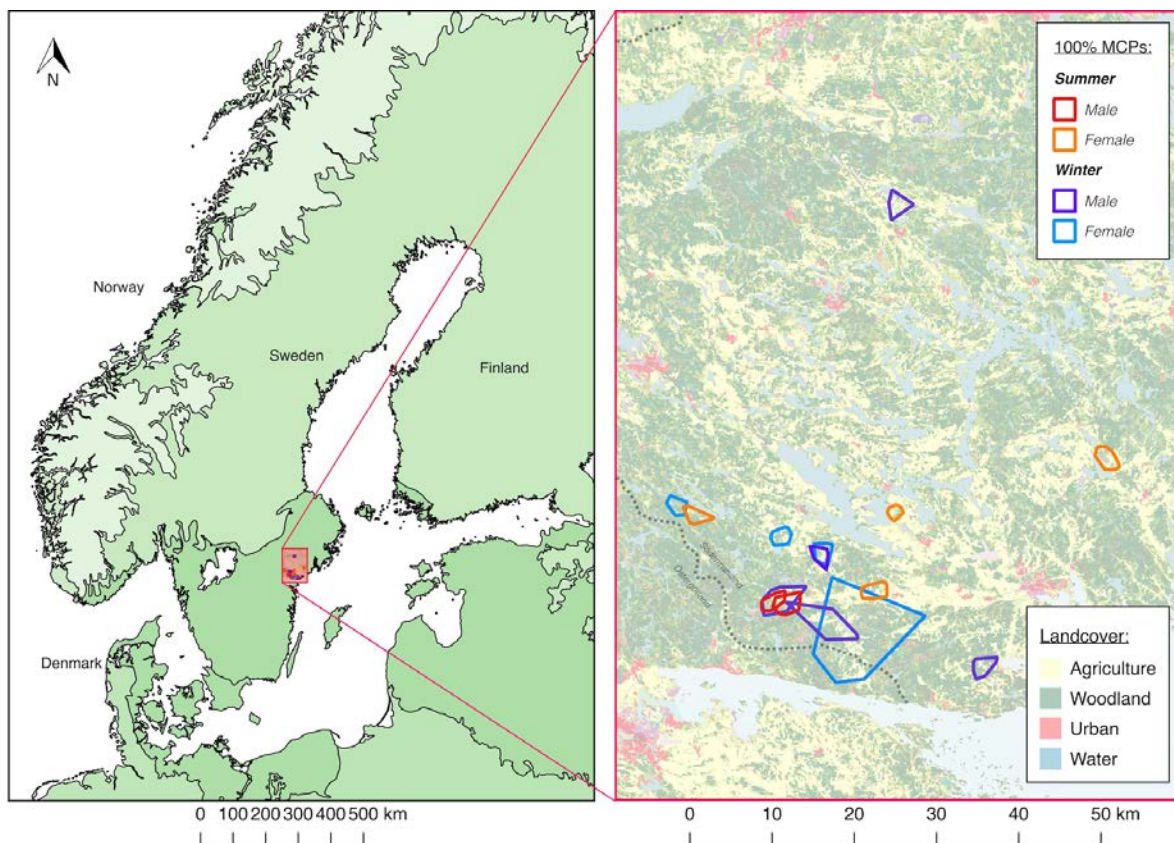 N
Norway
Sweden
Finland
Denmark
0 100 200 300 400 500 km
100% MCPs:
Summer
Male
Female
Winter
Male
Female
Landcover:
Agriculture
Woodland
Urban
Water
0 10 20 30 40 50 km